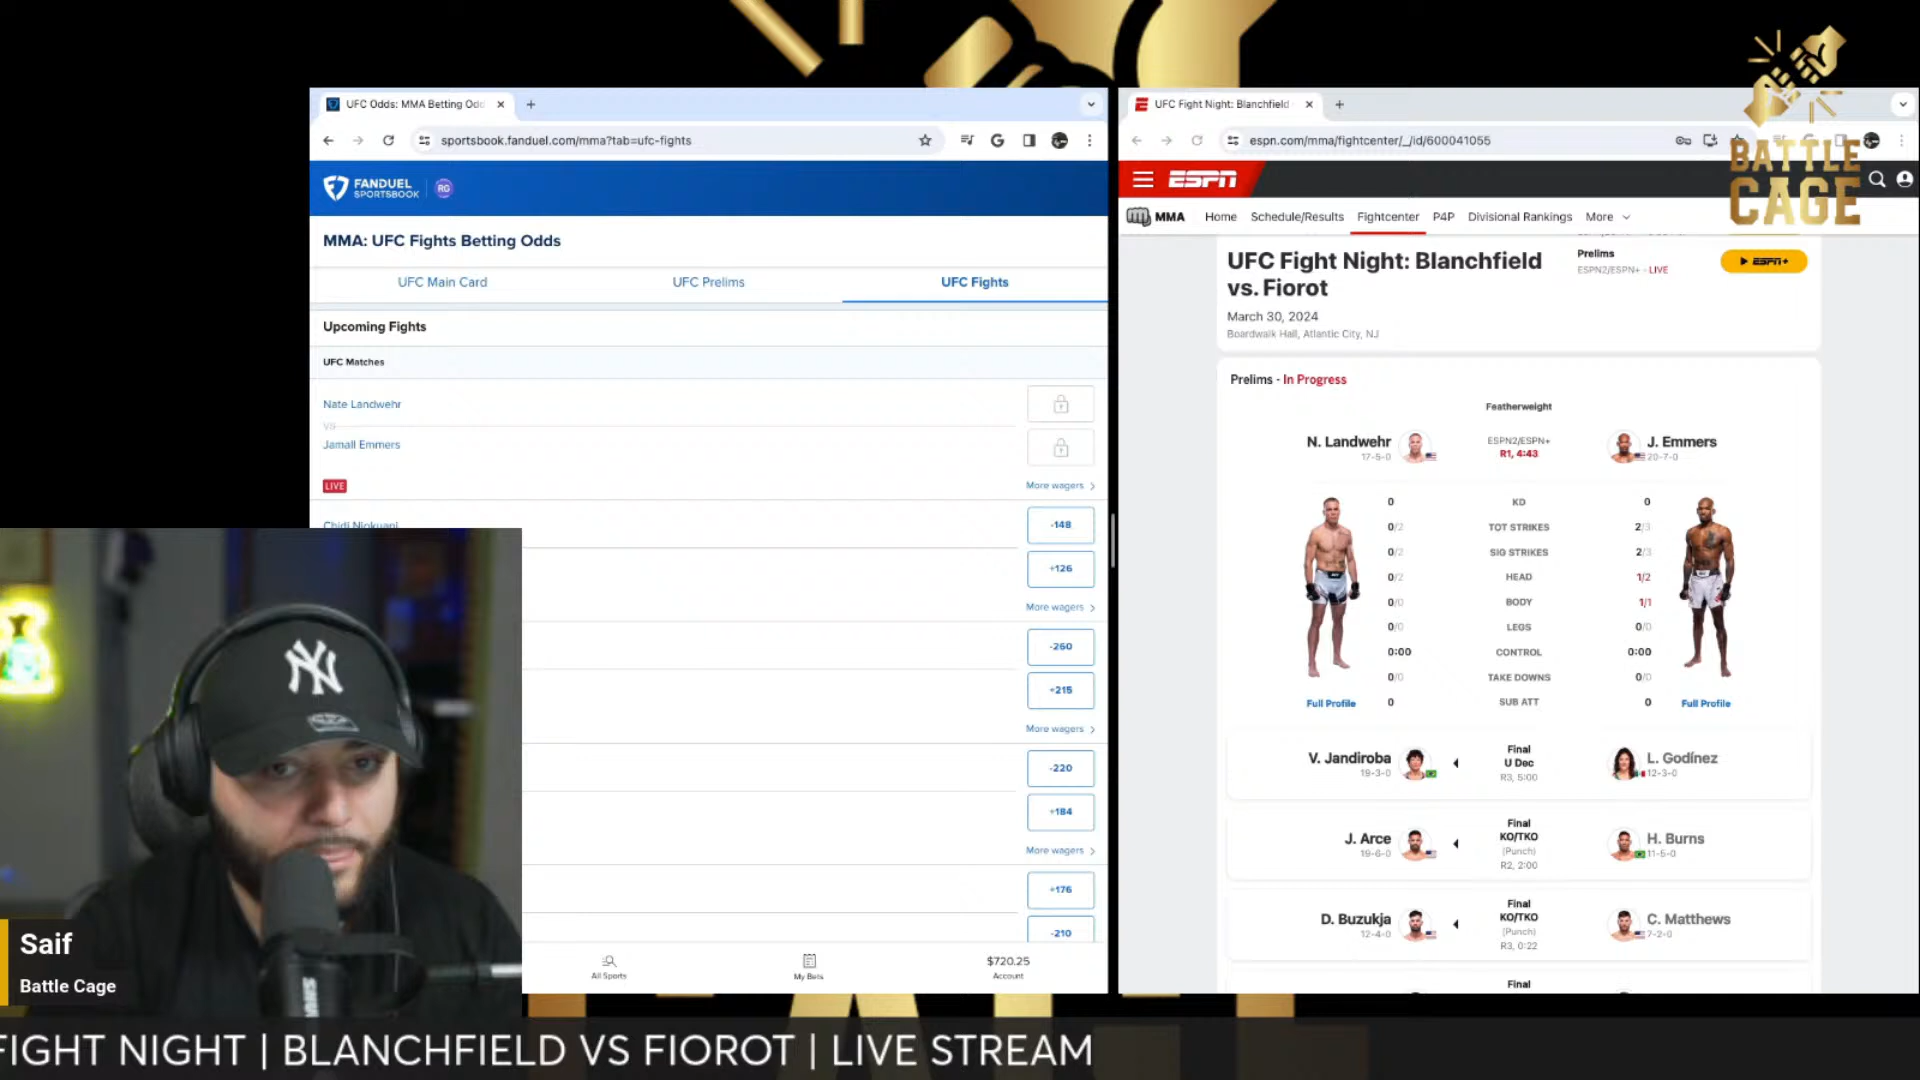 UFC Odds: MMA Betting Odd
sportsbook.fanduel.com/mma?tab=ufc-fights
FANDUEL
SPORTSBOOK
RG
MMA: UFC Fights Betting Odds
UFC Main Card
UFC Prelims
UFC Fights
Upcoming Fights
UFC Matches
Nate Landwehr
VS
Jamall Emmers
LIVE
More wagers
Chidi Njokuani
-148
+126
More wagers
-260
+215
More wagers
-220
+184
More wagers
+176
-210
All Sports
My Bets
$720.25
Account
UFC Fight Night: Blanchfield
espn.com/mma/fightcenter/_/id/600041055
ESPN
BATTLE
CAGE
MMA
Home
Schedule/Results
Fightcenter
P4P
Divisional Rankings
More
UFC Fight Night: Blanchfield
vs. Fiorot
March 30, 2024
Boardwalk Hall, Atlantic City, NJ
Prelims
ESPN2/ESPN+ - LIVE
ESPN+
Prelims - In Progress
Featherweight
N. Landwehr
17-5-0
ESPN2/ESPN+
R1, 4:43
J. Emmers
20-7-0
0 KD 0
0/2 TOT STRIKES 2/3
0/2 SIG STRIKES 2/3
0/2 HEAD 1/2
0/0 BODY 1/1
0/0 LEGS 0/0
0:00 CONTROL 0:00
0/0 TAKE DOWNS 0/0
0 SUB ATT 0
Full Profile
Full Profile
V. Jandiroba
19-3-0
Final
U Dec
R3, 5:00
L. Godínez
12-3-0
J. Arce
19-6-0
Final
KO/TKO
(Punch)
R2, 2:00
H. Burns
11-5-0
D. Buzukja
12-4-0
Final
KO/TKO
(Punch)
R3, 0:22
C. Matthews
7-2-0
Final
NY
SHURE
Saif
Battle Cage
FIGHT NIGHT | BLANCHFIELD VS FIOROT | LIVE STREAM